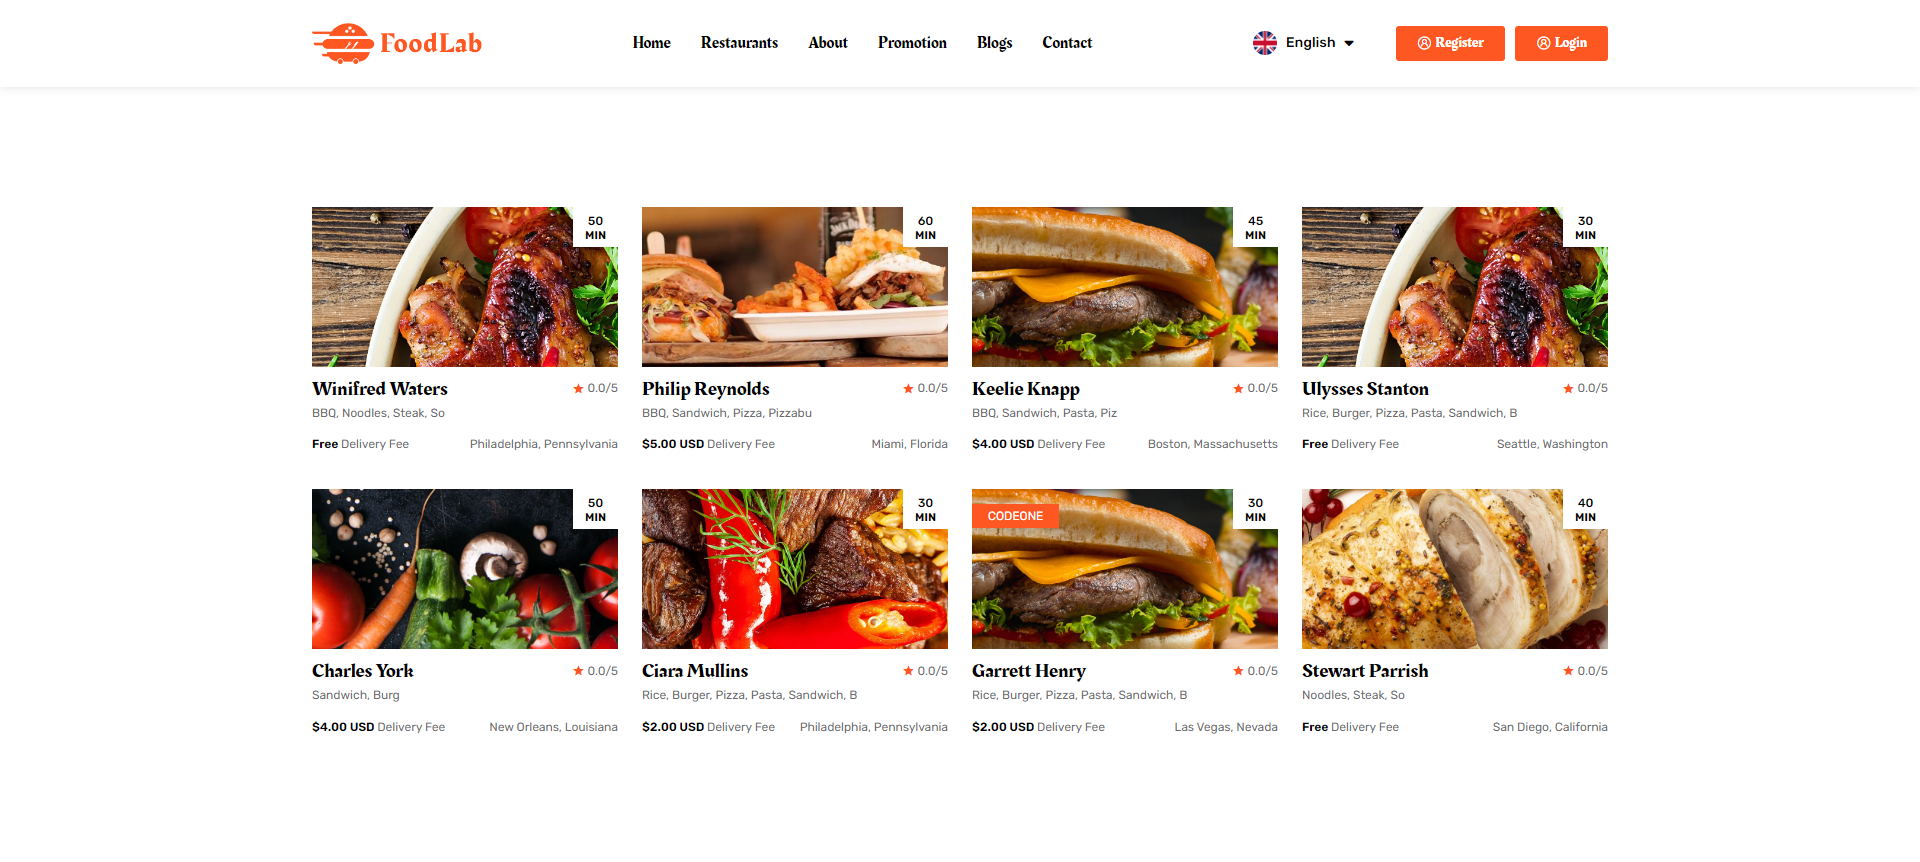 FoodLab
Home Restaurants About Promotion Blogs Contact
English
Register Login
50 MIN
Winifred Waters
0.0/5
BBQ, Noodles, Steak, So
Free Delivery Fee
Philadelphia, Pennsylvania
60 MIN
Philip Reynolds
0.0/5
BBQ, Sandwich, Pizza, Pizzabu
$5.00 USD Delivery Fee
Miami, Florida
45 MIN
Keelie Knapp
0.0/5
BBQ, Sandwich, Pasta, Piz
$4.00 USD Delivery Fee
Boston, Massachusetts
30 MIN
Ulysses Stanton
0.0/5
Rice, Burger, Pizza, Pasta, Sandwich, B
Free Delivery Fee
Seattle, Washington
50 MIN
Charles York
0.0/5
Sandwich, Burg
$4.00 USD Delivery Fee
New Orleans, Louisiana
30 MIN
Ciara Mullins
0.0/5
Rice, Burger, Pizza, Pasta, Sandwich, B
$2.00 USD Delivery Fee
Philadelphia, Pennsylvania
CODEONE
30 MIN
Garrett Henry
0.0/5
Rice, Burger, Pizza, Pasta, Sandwich, B
$2.00 USD Delivery Fee
Las Vegas, Nevada
40 MIN
Stewart Parrish
0.0/5
Noodles, Steak, So
Free Delivery Fee
San Diego, California